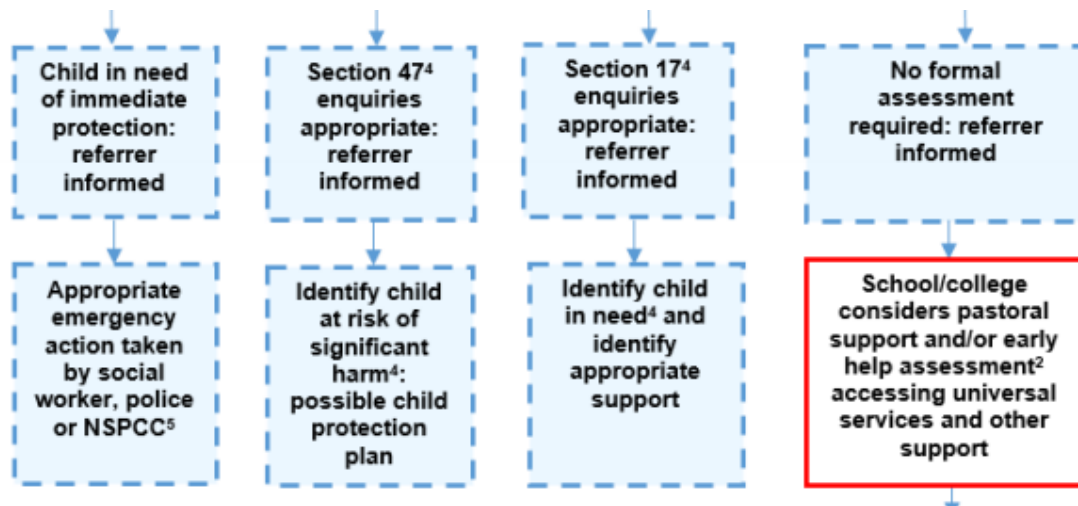 Child in need
of immediate
protection:
referrer
informed
Section 47⁴
enquiries
appropriate:
referrer
informed
Section 17⁴
enquiries
appropriate:
referrer
informed
No formal
assessment
required: referrer
informed
Appropriate
emergency
action taken
by social
worker, police
or NSPCC⁵
Identify child
at risk of
significant
harm⁴:
possible child
protection
plan
Identify child
in need⁴ and
identify
appropriate
support
School/college
considers pastoral
support and/or early
help assessment²
accessing universal
services and other
support